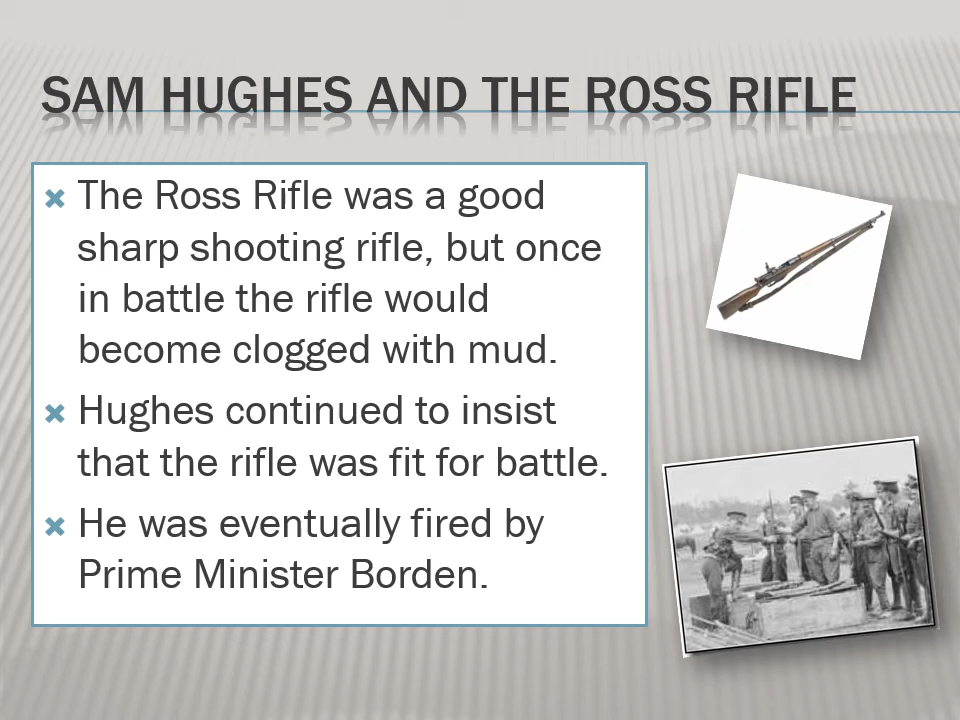 SAM HUGHES AND THE ROSS RIFLE
The Ross Rifle was a good
sharp shooting rifle, but once
in battle the rifle would
become clogged with mud.
Hughes continued to insist
that the rifle was fit for battle.
He was eventually fired by
Prime Minister Borden.